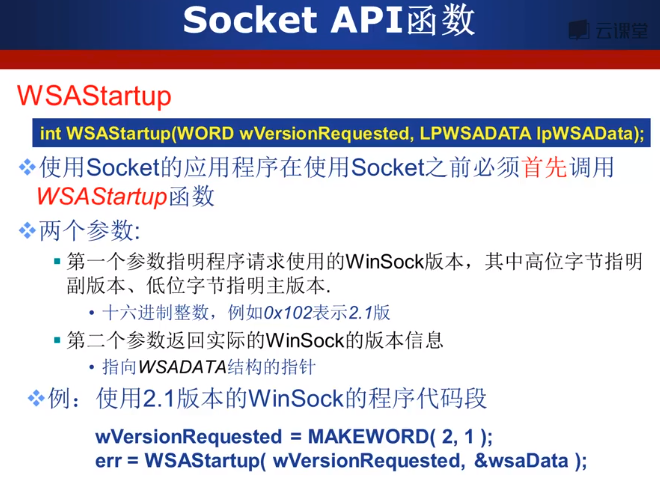 Socket API函数
云课堂
WSAStartup
int WSAStartup(WORD wVersionRequested, LPWSADATA lpWSAData);
使用Socket的应用程序在使用Socket之前必须首先调用
WSAStartup函数
两个参数:
第一个参数指明程序请求使用的WinSock版本，其中高位字节指明
副版本、低位字节指明主版本.
• 十六进制整数，例如0x102表示2.1版
第二个参数返回实际的WinSock的版本信息
• 指向WSADATA结构的指针
例：使用2.1版本的WinSock的程序代码段
wVersionRequested = MAKEWORD( 2, 1 );
err = WSAStartup( wVersionRequested, &wsaData );